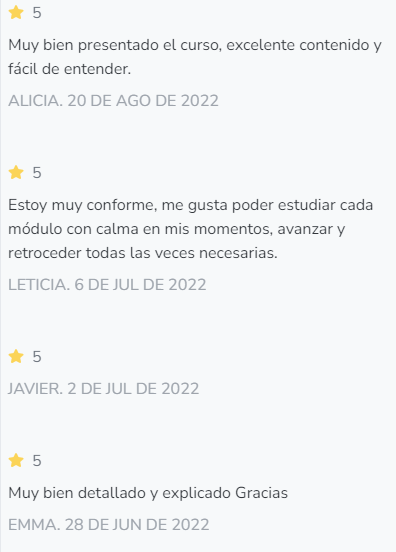 5
Muy bien presentado el curso, excelente contenido y
fácil de entender.
ALICIA. 20 DE AGO DE 2022
5
Estoy muy conforme, me gusta poder estudiar cada
módulo con calma en mis momentos, avanzar y
retroceder todas las veces necesarias.
LETICIA. 6 DE JUL DE 2022
5
JAVIER. 2 DE JUL DE 2022
5
Muy bien detallado y explicado Gracias
EMMA. 28 DE JUN DE 2022